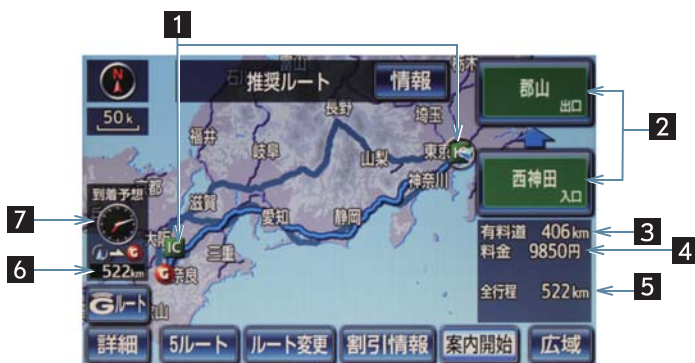 1
推奨ルート
情報
50k
長野
埼玉
栃木
福井
岐阜
山梨
東京
神奈川
滋賀
愛知
静岡
三重
奈良
IC
郡山
出口
西神田
入口
2
有料道 406km
3
料金 9850円
4
全行程 522km
5
到着予想
7
522km
6
Gルート
詳細
5ルート
ルート変更
割引情報
案内開始
広域